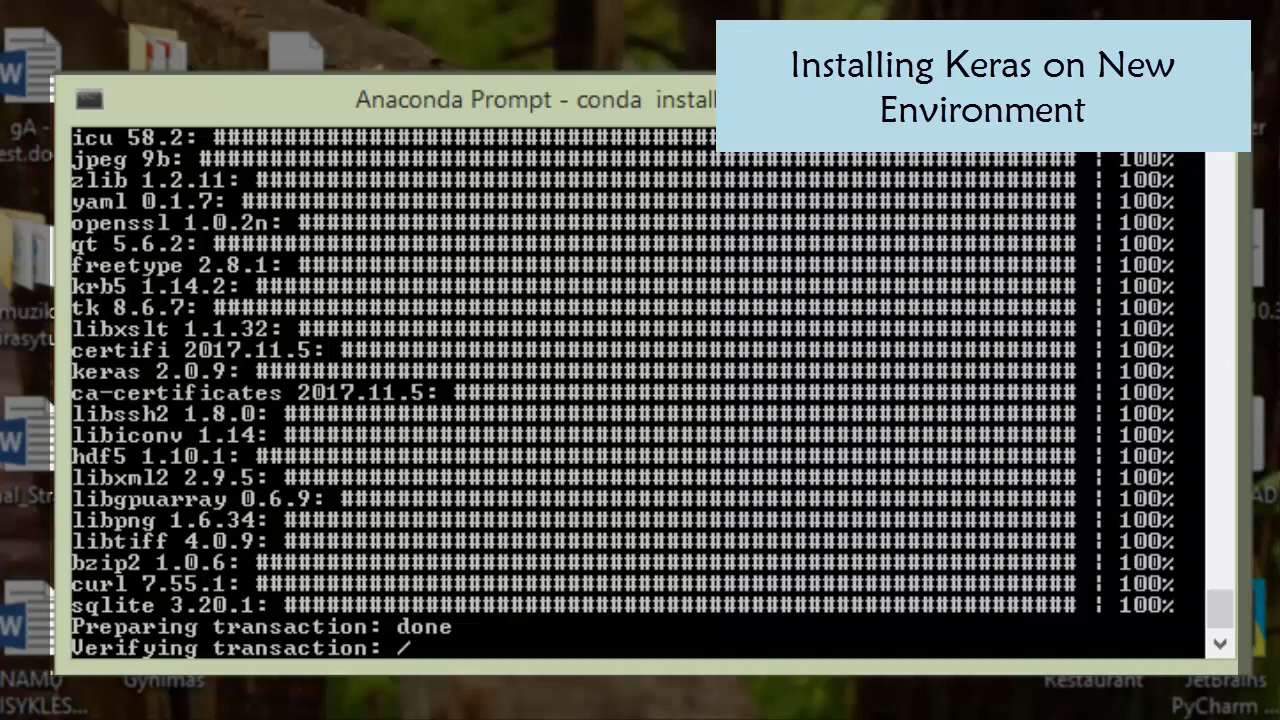 Installing Keras on New
Environment
Anaconda Prompt - conda install
icu 58.2: ############################################
jpeg 9b: ############################################################## | 100%
zlib 1.2.11: ########################################################## | 100%
yaml 0.1.7: ########################################################### | 100%
openssl 1.0.2n: ####################################################### | 100%
qt 5.6.2: ############################################################# | 100%
freetype 2.8.1: ####################################################### | 100%
krb5 1.14.2: ########################################################## | 100%
tk 8.6.7: ############################################################# | 100%
libxslt 1.1.32: ####################################################### | 100%
certifi 2017.11.5: #################################################### | 100%
keras 2.0.9: ########################################################## | 100%
ca-certificates 2017.11.5: ############################################ | 100%
libssh2 1.8.0: ######################################################## | 100%
libiconv 1.14: ######################################################## | 100%
hdf5 1.10.1: ########################################################## | 100%
libxml2 2.9.5: ######################################################## | 100%
libgpuarray 0.6.9: #################################################### | 100%
libpng 1.6.34: ######################################################## | 100%
libtiff 4.0.9: ######################################################## | 100%
bzip2 1.0.6: ########################################################## | 100%
curl 7.55.1: ########################################################## | 100%
sqlite 3.20.1: ######################################################## | 100%
Preparing transaction: done
Verifying transaction: /
gA -
Gynimas
Restaurant
JetBrains
PyCharm ...